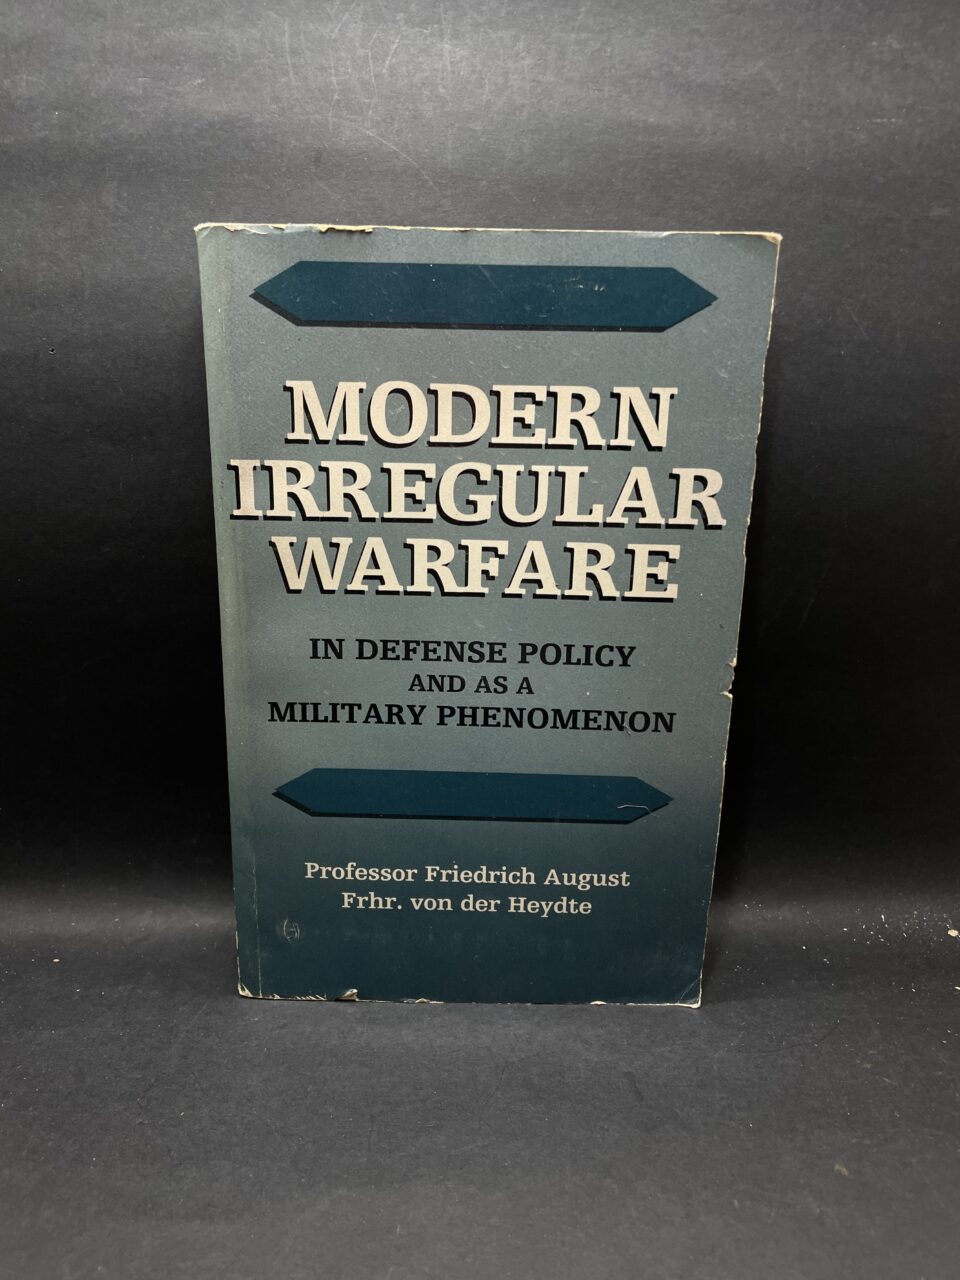 MODERN
IRREGULAR
WARFARE
IN DEFENSE POLICY
AND AS A
MILITARY PHENOMENON
Professor Friedrich August
Frhr. von der Heydte